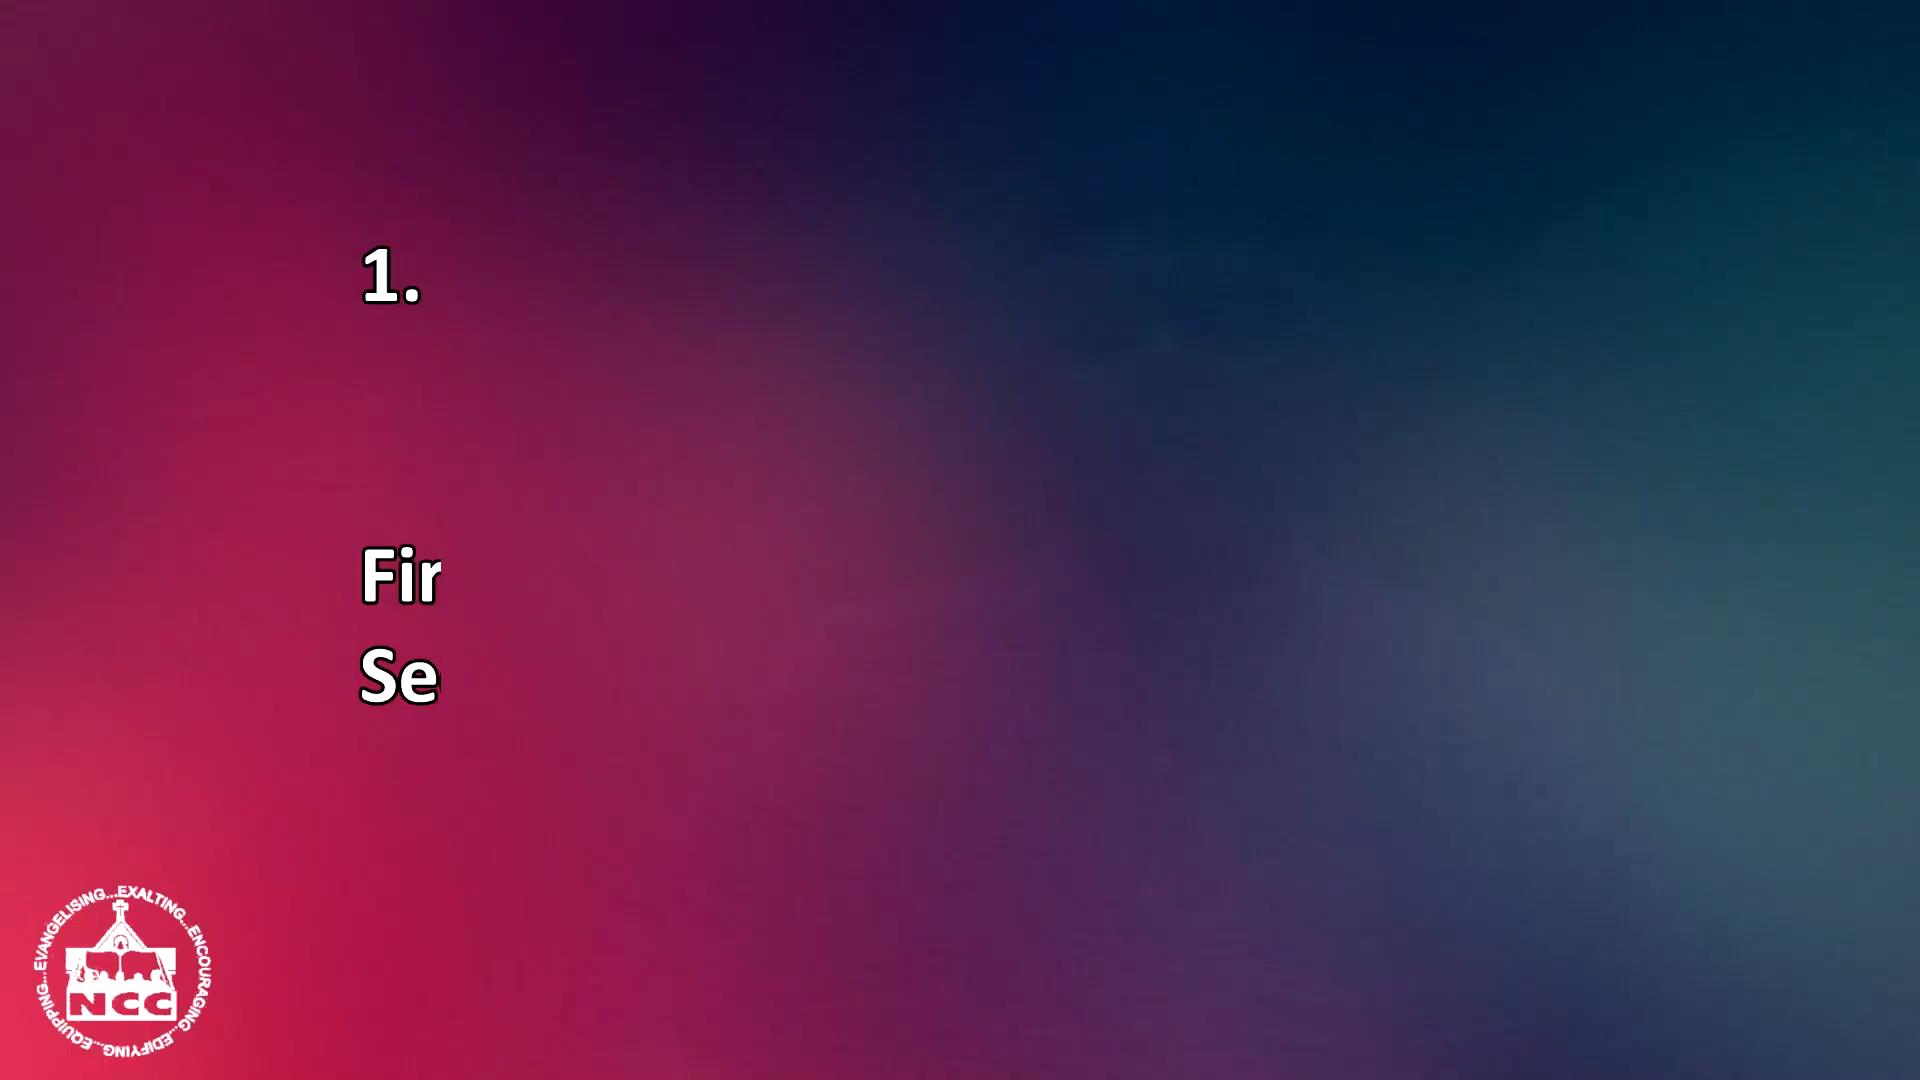 1.
Fir
Se
EVANGELISING...EXALTING...ENCOURAGING...EDIFYING...EQUIPPING...
NCC